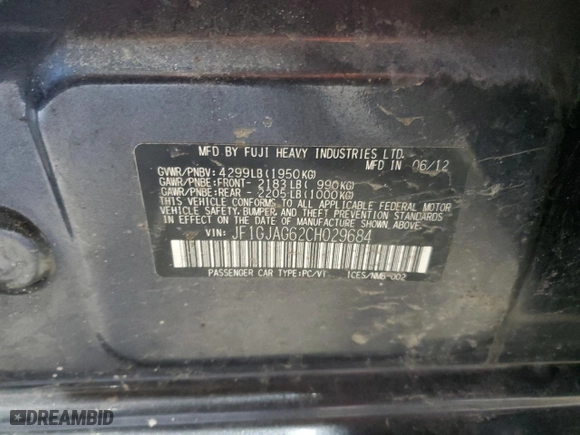 MFD BY FUJI HEAVY INDUSTRIES LTD.
MFD IN 06/12
GVWR/PNBV: 4299LB(1950KG)
GAWR/PNBE:FRONT- 2183LB( 990KG)
GAWR/PNBE:REAR - 2205LB(1000KG)
THIS VEHICLE CONFORMS TO ALL APPLICABLE FEDERAL MOTOR
VEHICLE SAFETY, BUMPER, AND THEFT PREVENTION STANDARDS
IN EFFECT ON THE DATE OF MANUFACTURE SHOWN ABOVE.
VIN: JF1GJAG62CH029684
PASSENGER CAR TYPE:PC/VT ICES/NMB-002
DREAMBID